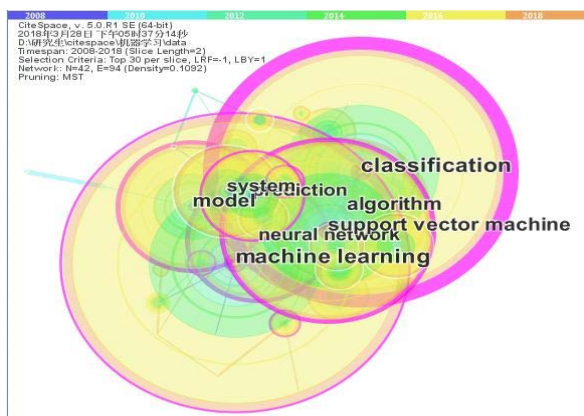 2008 2010 2012 2014 2016 2018
CiteSpace, v. 5.0.R1 SE (64-bit)
2018年3月28日 下午05时37分14秒
D:\研究生\citespace\机器学习\data
Timespan: 2008-2018 (Slice Length=2)
Selection Criteria: Top 30 per slice, LRF=-1, LBY=1
Network: N=42, E=94 (Density=0.1092)
Pruning: MST
classification
system prediction
model
algorithm
support vector machine
neural network
machine learning